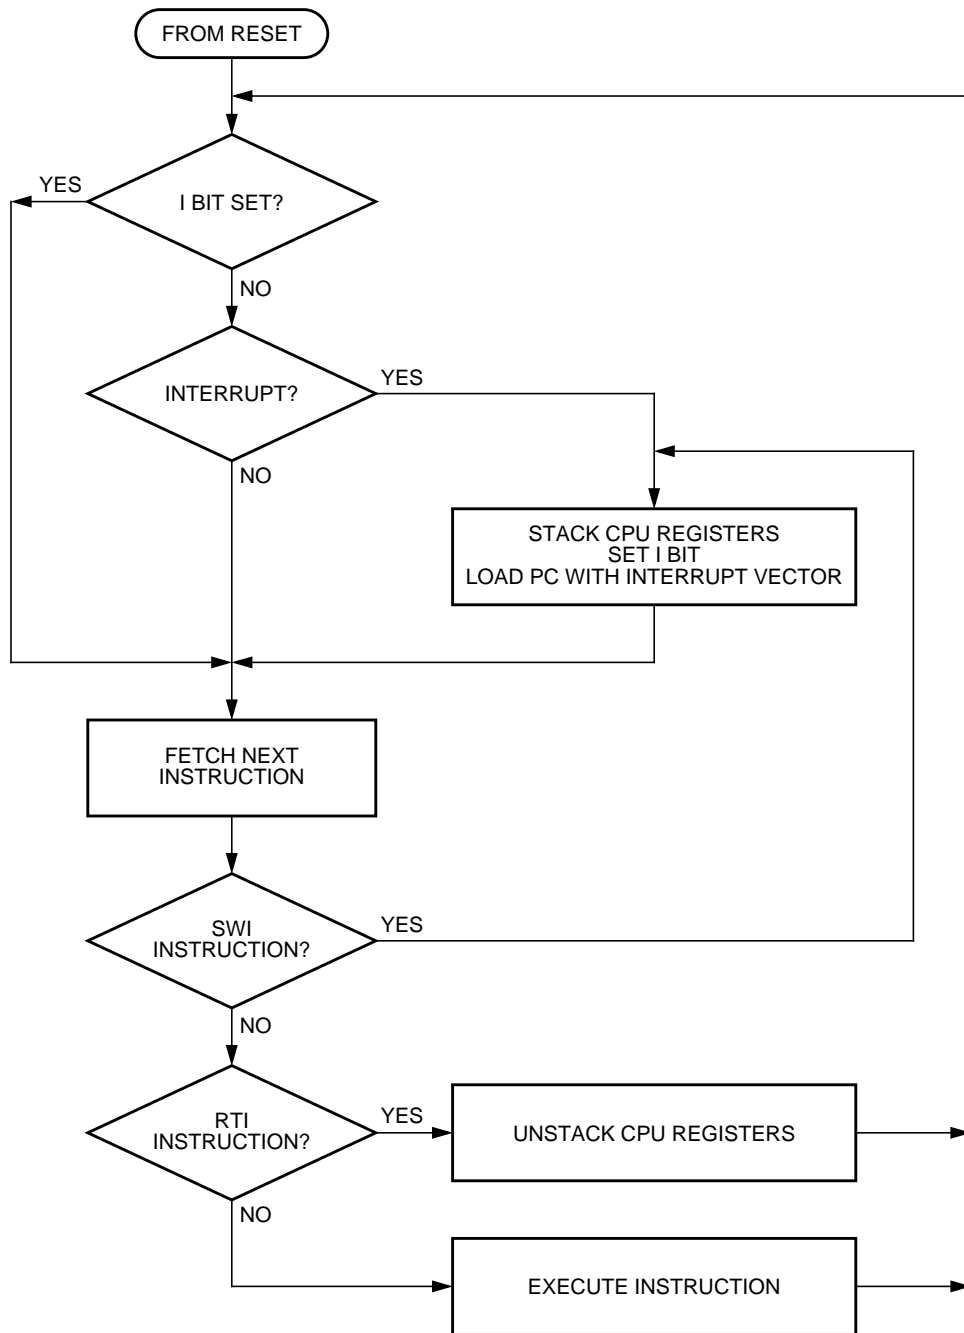 FROM RESET
YES
I BIT SET?
NO
INTERRUPT?
YES
NO
STACK CPU REGISTERS
SET I BIT
LOAD PC WITH INTERRUPT VECTOR
FETCH NEXT
INSTRUCTION
SWI
INSTRUCTION?
YES
NO
RTI
INSTRUCTION?
YES
UNSTACK CPU REGISTERS
NO
EXECUTE INSTRUCTION